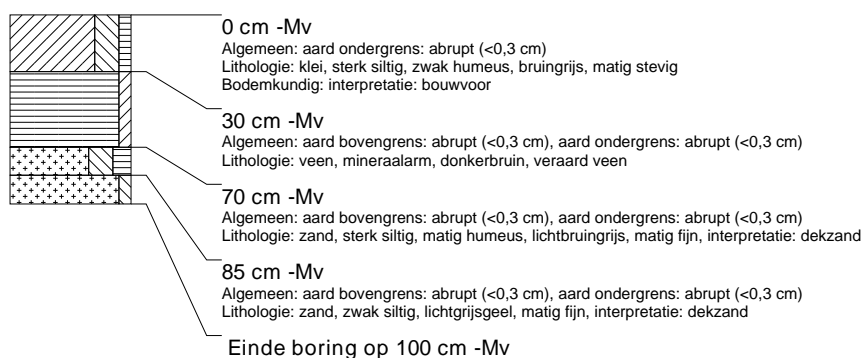 0 cm -Mv
Algemeen: aard ondergrens: abrupt (<0,3 cm)
Lithologie: klei, sterk siltig, zwak humeus, bruingrijs, matig stevig
Bodemkundig: interpretatie: bouwvoor
30 cm -Mv
Algemeen: aard bovengrens: abrupt (<0,3 cm), aard ondergrens: abrupt (<0,3 cm)
Lithologie: veen, mineraalarm, donkerbruin, veraard veen
70 cm -Mv
Algemeen: aard bovengrens: abrupt (<0,3 cm), aard ondergrens: abrupt (<0,3 cm)
Lithologie: zand, sterk siltig, matig humeus, lichtbruingrijs, matig fijn, interpretatie: dekzand
85 cm -Mv
Algemeen: aard bovengrens: abrupt (<0,3 cm), aard ondergrens: abrupt (<0,3 cm)
Lithologie: zand, zwak siltig, lichtgrijsgeel, matig fijn, interpretatie: dekzand
Einde boring op 100 cm -Mv